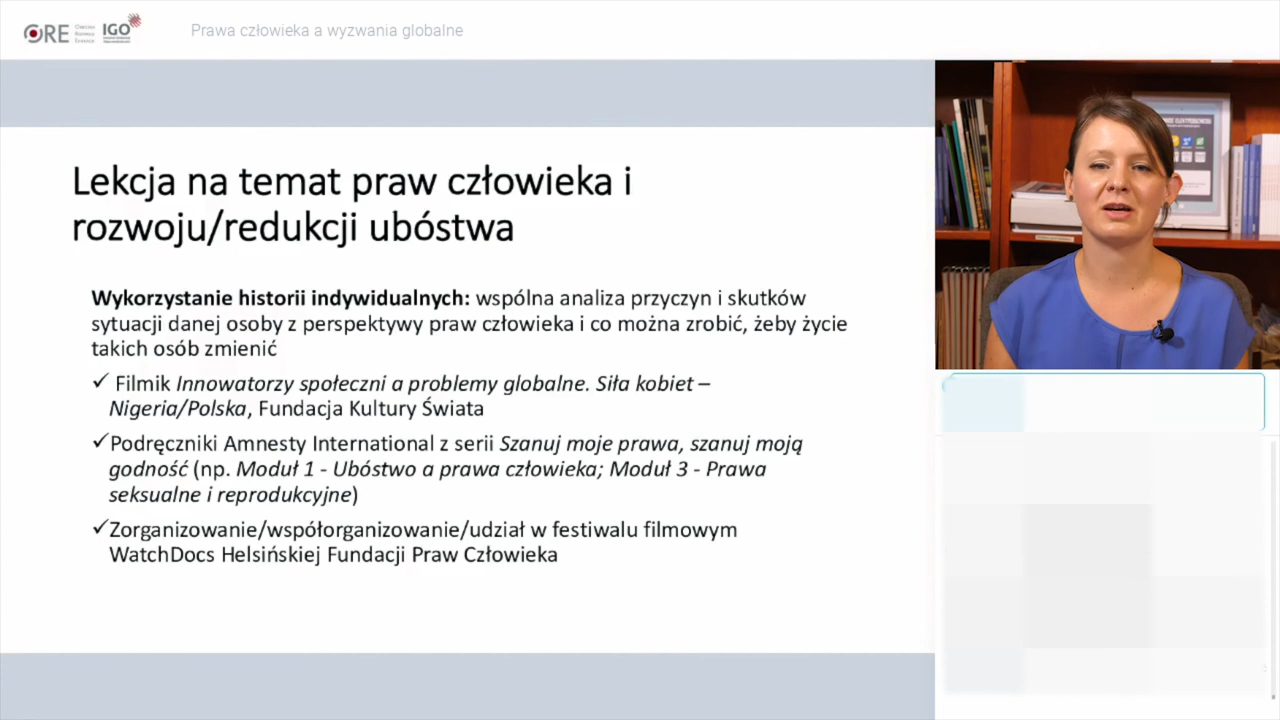 ORE
IGO
Prawa człowieka a wyzwania globalne
Lekcja na temat praw człowieka i
rozwoju/redukcji ubóstwa
Wykorzystanie historii indywidualnych: wspólna analiza przyczyn i skutków
sytuacji danej osoby z perspektywy praw człowieka i co można zrobić, żeby życie
takich osób zmienić
✓ Filmik Innowatorzy społeczni a problemy globalne. Siła kobiet –
Nigeria/Polska, Fundacja Kultury Świata
✓Podręczniki Amnesty International z serii Szanuj moje prawa, szanuj moją
godność (np. Moduł 1 - Ubóstwo a prawa człowieka; Moduł 3 - Prawa
seksualne i reprodukcyjne)
✓Zorganizowanie/współorganizowanie/udział w festiwalu filmowym
WatchDocs Helsińskiej Fundacji Praw Człowieka